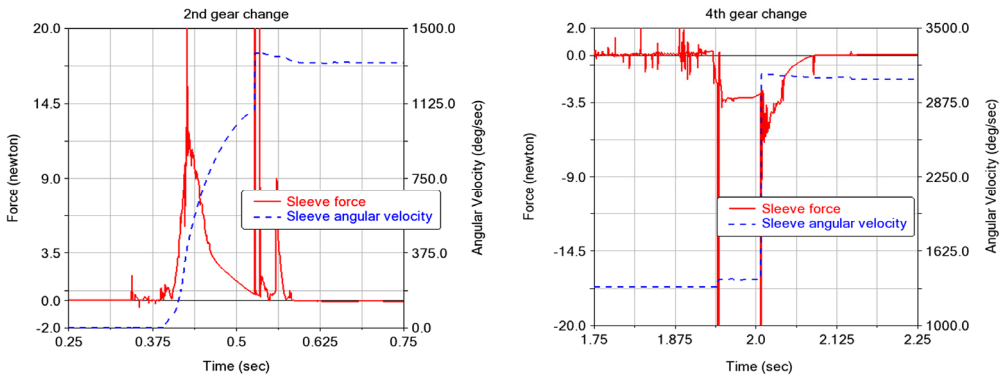 2nd gear change
20.0
14.5
9.0
3.5
0.0
-2.0
Force (newton)
0.25
0.375
0.5
0.625
0.75
Time (sec)
1500.0
1125.0
750.0
375.0
0.0
Angular Velocity (deg/sec)
Sleeve force
Sleeve angular velocity
4th gear change
2.0
0.0
-3.5
-9.0
-14.5
-20.0
Force (newton)
1.75
1.875
2.0
2.125
2.25
Time (sec)
3500.0
2875.0
2250.0
1625.0
1000.0
Angular Velocity (deg/sec)
Sleeve force
Sleeve angular velocity